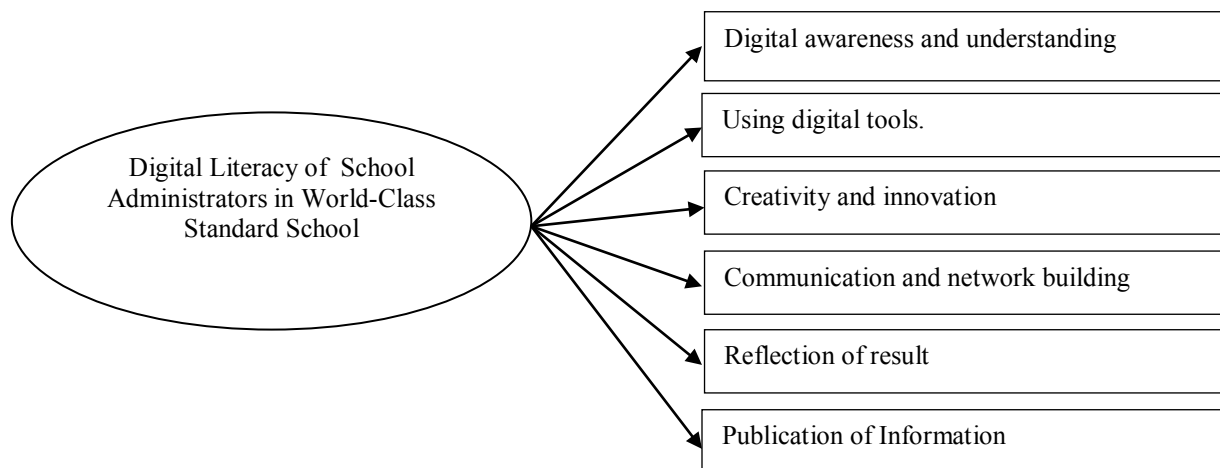 Digital Literacy of School
Administrators in World-Class
Standard School
Digital awareness and understanding
Using digital tools.
Creativity and innovation
Communication and network building
Reflection of result
Publication of Information